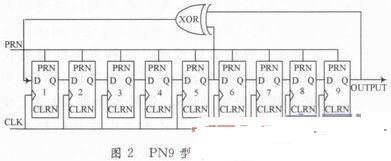 XOR
PRN
PRN PRN PRN PRN PRN PRN PRN PRN PRN
D Q D Q D Q D Q D Q D Q D Q D Q D Q
1 2 3 4 5 6 7 8 9
OUTPUT
CLRN CLRN CLRN CLRN CLRN CLRN CLRN CLRN CLRN
CLK
图 2 PN9 型